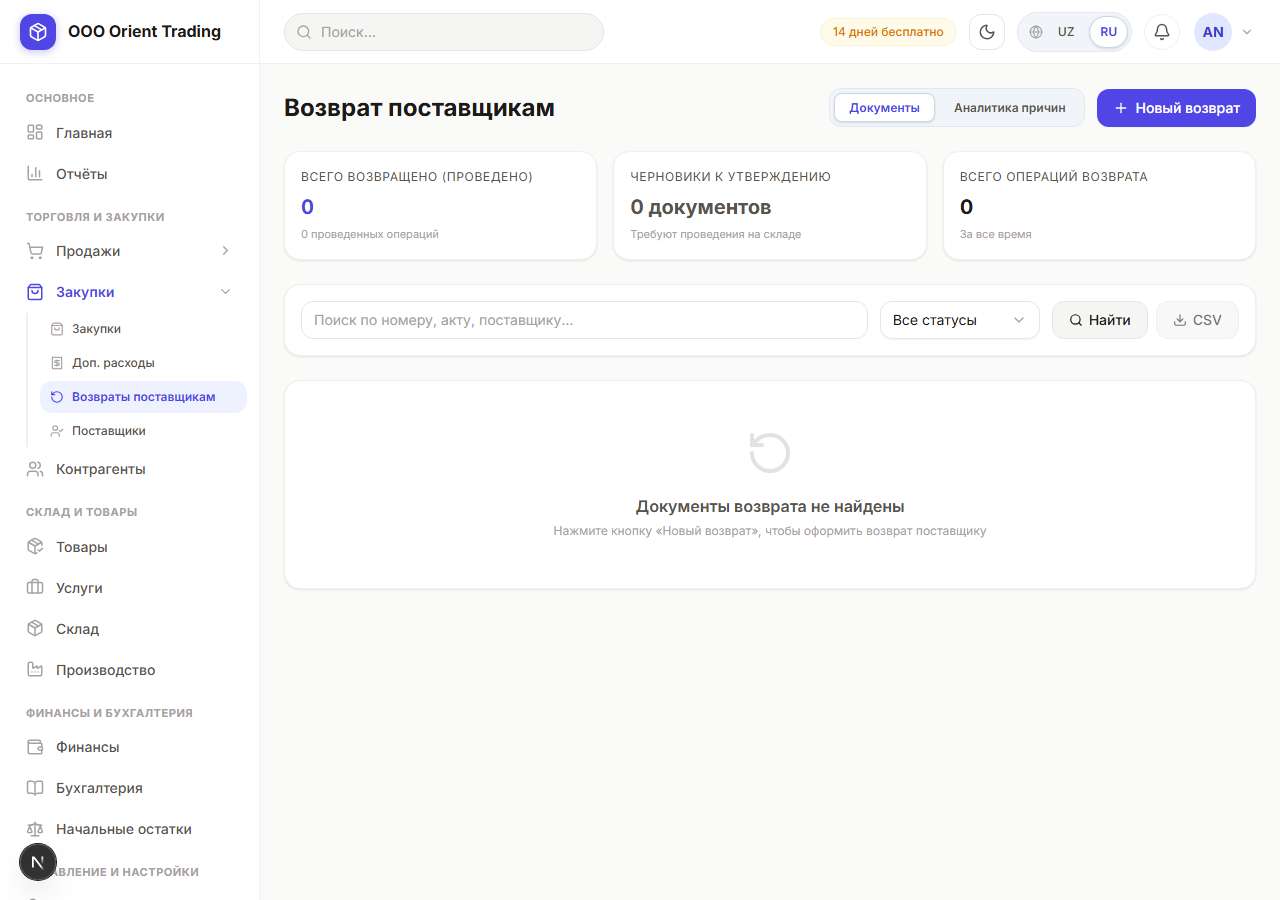 OOO Orient Trading
Поиск...
14 дней бесплатно
UZ
RU
AN
ОСНОВНОЕ
Главная
Отчёты
ТОРГОВЛЯ И ЗАКУПКИ
Продажи
Закупки
Закупки
Доп. расходы
Возвраты поставщикам
Поставщики
Контрагенты
СКЛАД И ТОВАРЫ
Товары
Услуги
Склад
Производство
ФИНАНСЫ И БУХГАЛТЕРИЯ
Финансы
Бухгалтерия
Начальные остатки
АВЛЕНИЕ И НАСТРОЙКИ
N
Возврат поставщикам
Документы
Аналитика причин
Новый возврат
ВСЕГО ВОЗВРАЩЕНО (ПРОВЕДЕНО)
0
0 проведенных операций
ЧЕРНОВИКИ К УТВЕРЖДЕНИЮ
0 документов
Требуют проведения на складе
ВСЕГО ОПЕРАЦИЙ ВОЗВРАТА
0
За все время
Поиск по номеру, акту, поставщику...
Все статусы
Найти
CSV
Документы возврата не найдены
Нажмите кнопку «Новый возврат», чтобы оформить возврат поставщику